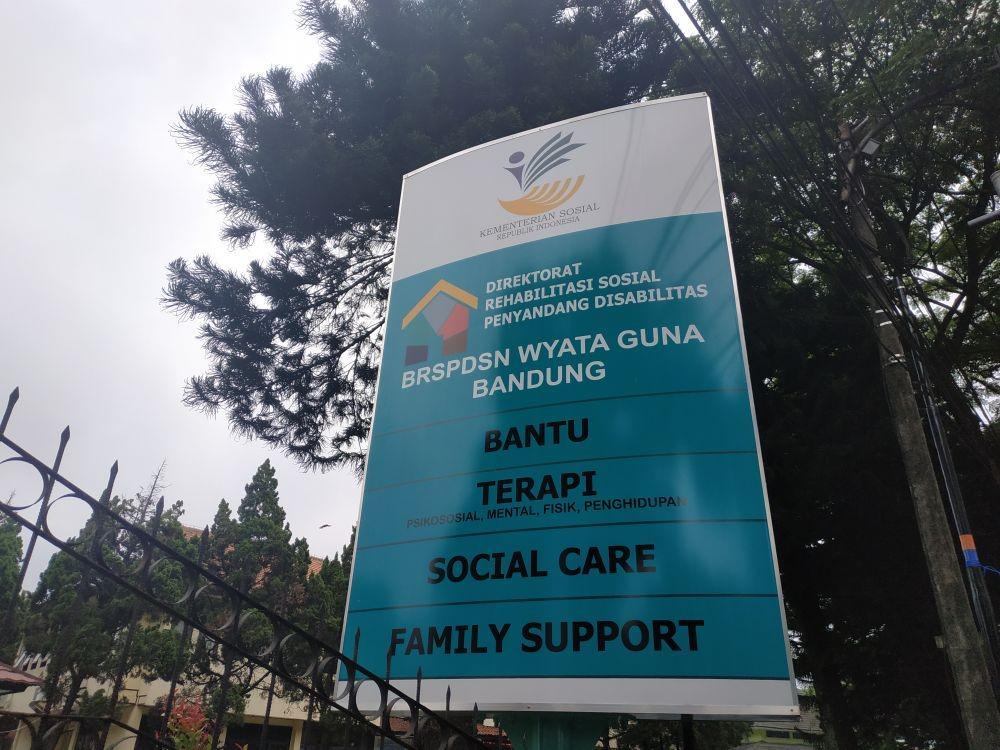 KEMENTERIAN SOSIAL
REPUBLIK INDONESIA
DIREKTORAT
REHABILITASI SOSIAL
PENYANDANG DISABILITAS
BRSPDSN WYATA GUNA
BANDUNG
BANTU
TERAPI
PSIKOSOSIAL, MENTAL, FISIK, PENGHIDUPAN
SOCIAL CARE
FAMILY SUPPORT